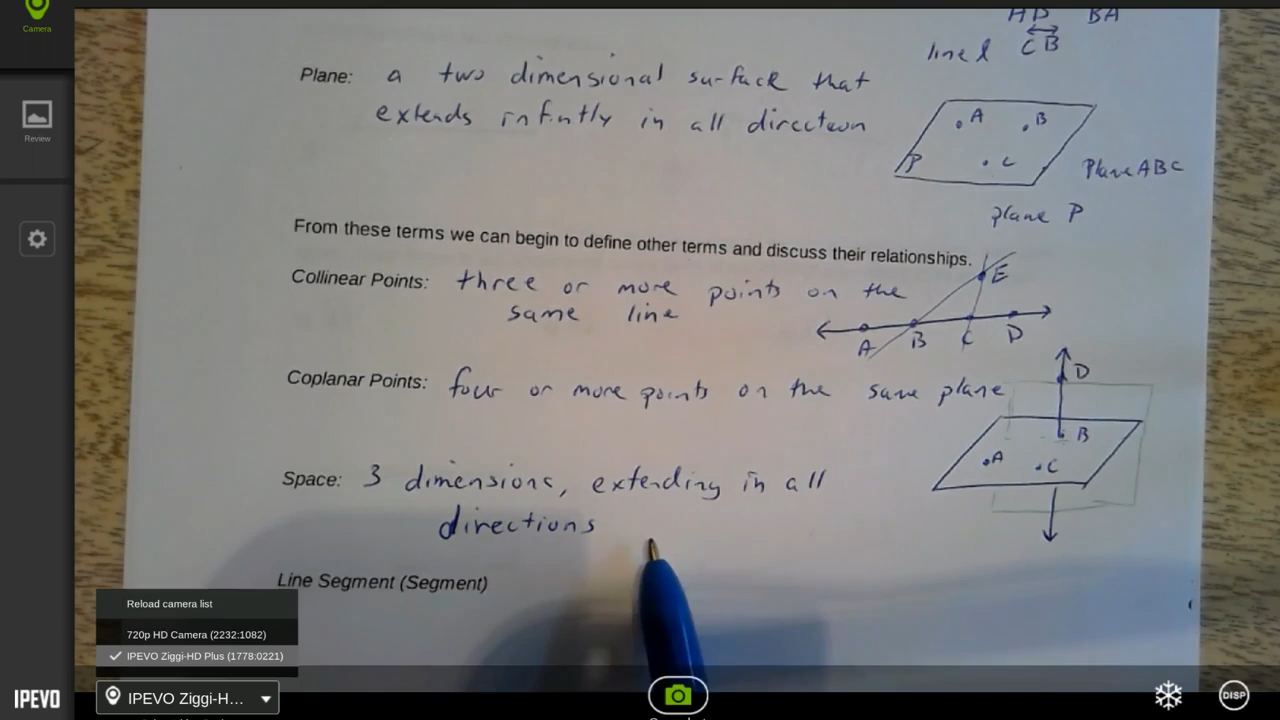 Camera
Review
line l
CB
BA
Plane: a two dimensional surface that
extends infintly in all direction
A
B
C
P
Plane ABC
plane P
From these terms we can begin to define other terms and discuss their relationships.
Collinear Points: three or more points on the
same line
E
A
B
C
D
Coplanar Points: four or more points on the same plane
D
B
A
C
Space: 3 dimensions, extending in all
directions
Line Segment (Segment)
Reload camera list
720p HD Camera (2232:1082)
IPEVO Ziggi-HD Plus (1778:0221)
IPEVO
IPEVO Ziggi-H...
DISP